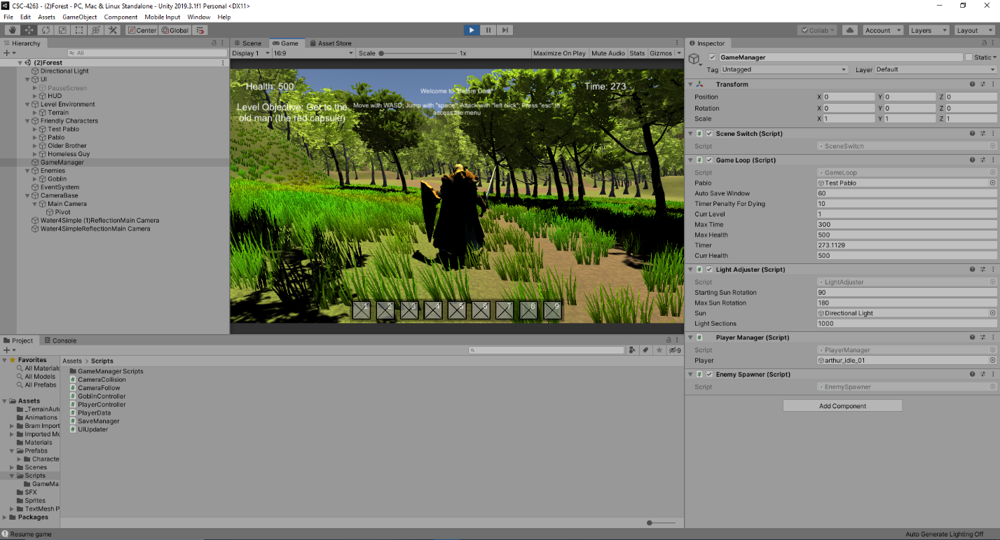 CSC-4263 - (2)Forest - PC, Mac & Linux Standalone - Unity 2019.3.1f1 Personal <DX11>
File Edit Assets GameObject Component Mobile Input Window Help
Center Global Collab Account Layers Layout
Hierarchy
All
(2)Forest
Directional Light
UI
PauseScreen
HUD
Level Environment
Terrain
Friendly Characters
Test Pablo
Pablo
Older Brother
Homeless Guy
GameManager
Enemies
Goblin
EventSystem
CameraBase
Main Camera
Pivot
Water4Simple (1)ReflectionMain Camera
Water4SimpleReflectionMain Camera
Scene Game Asset Store
Display 1 16:9 Scale 1x Maximize On Play Mute Audio Stats Gizmos
Health: 500
Welcome to "Before Dark"
Time: 273
Level Objective: Get to the
old man (the red capsule)
Move with WASD; Jump with "space"; Attack with "left click"; Press "esc" to
access the menu
1 2 3 4 5 6 7 8 9
Inspector
GameManager Static
Tag Untagged Layer Default
Transform
Position X 0 Y 0 Z 0
Rotation X 0 Y 0 Z 0
Scale X 1 Y 1 Z 1
Scene Switch (Script)
Script SceneSwitch
Game Loop (Script)
Script GameLoop
Pablo Test Pablo
Auto Save Window 60
Timer Penalty For Dying 10
Curr Level 1
Max Time 300
Max Health 500
Timer 273.1129
Curr Health 500
Light Adjuster (Script)
Script LightAdjuster
Starting Sun Rotation 90
Max Sun Rotation 180
Sun Directional Light
Light Sections 1000
Player Manager (Script)
Script PlayerManager
Player arthur_idle_01
Enemy Spawner (Script)
Script EnemySpawner
Add Component
Project Console
9
Favorites
All Materials
All Models
All Prefabs
Assets
_TerrainAut
Animations
Bram Import
Imported Mo
Materials
Prefabs
Characte
Scenes
Scripts
GameMa
SFX
Sprites
TextMesh P
Packages
Assets > Scripts
GameManager Scripts
CameraCollision
CameraFollow
GoblinController
PlayerController
PlayerData
SaveManager
UIUpdater
Resume game
Auto Generate Lighting Off